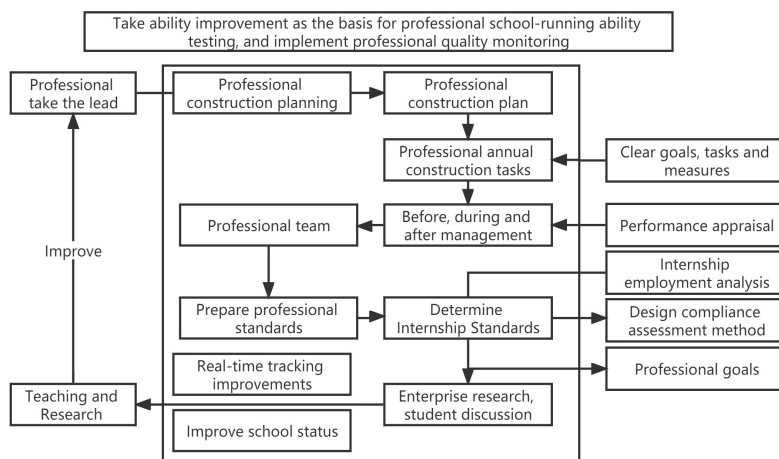 Take ability improvement as the basis for professional school-running ability
testing, and implement professional quality monitoring
Professional
take the lead
Professional
construction planning
Professional
construction plan
Professional annual
construction tasks
Clear goals, tasks and
measures
Professional team
Before, during and
after management
Performance appraisal
Improve
Internship
employment analysis
Prepare professional
standards
Determine
Internship Standards
Design compliance
assessment method
Real-time tracking
improvements
Professional goals
Teaching and
Research
Enterprise research,
student discussion
Improve school status